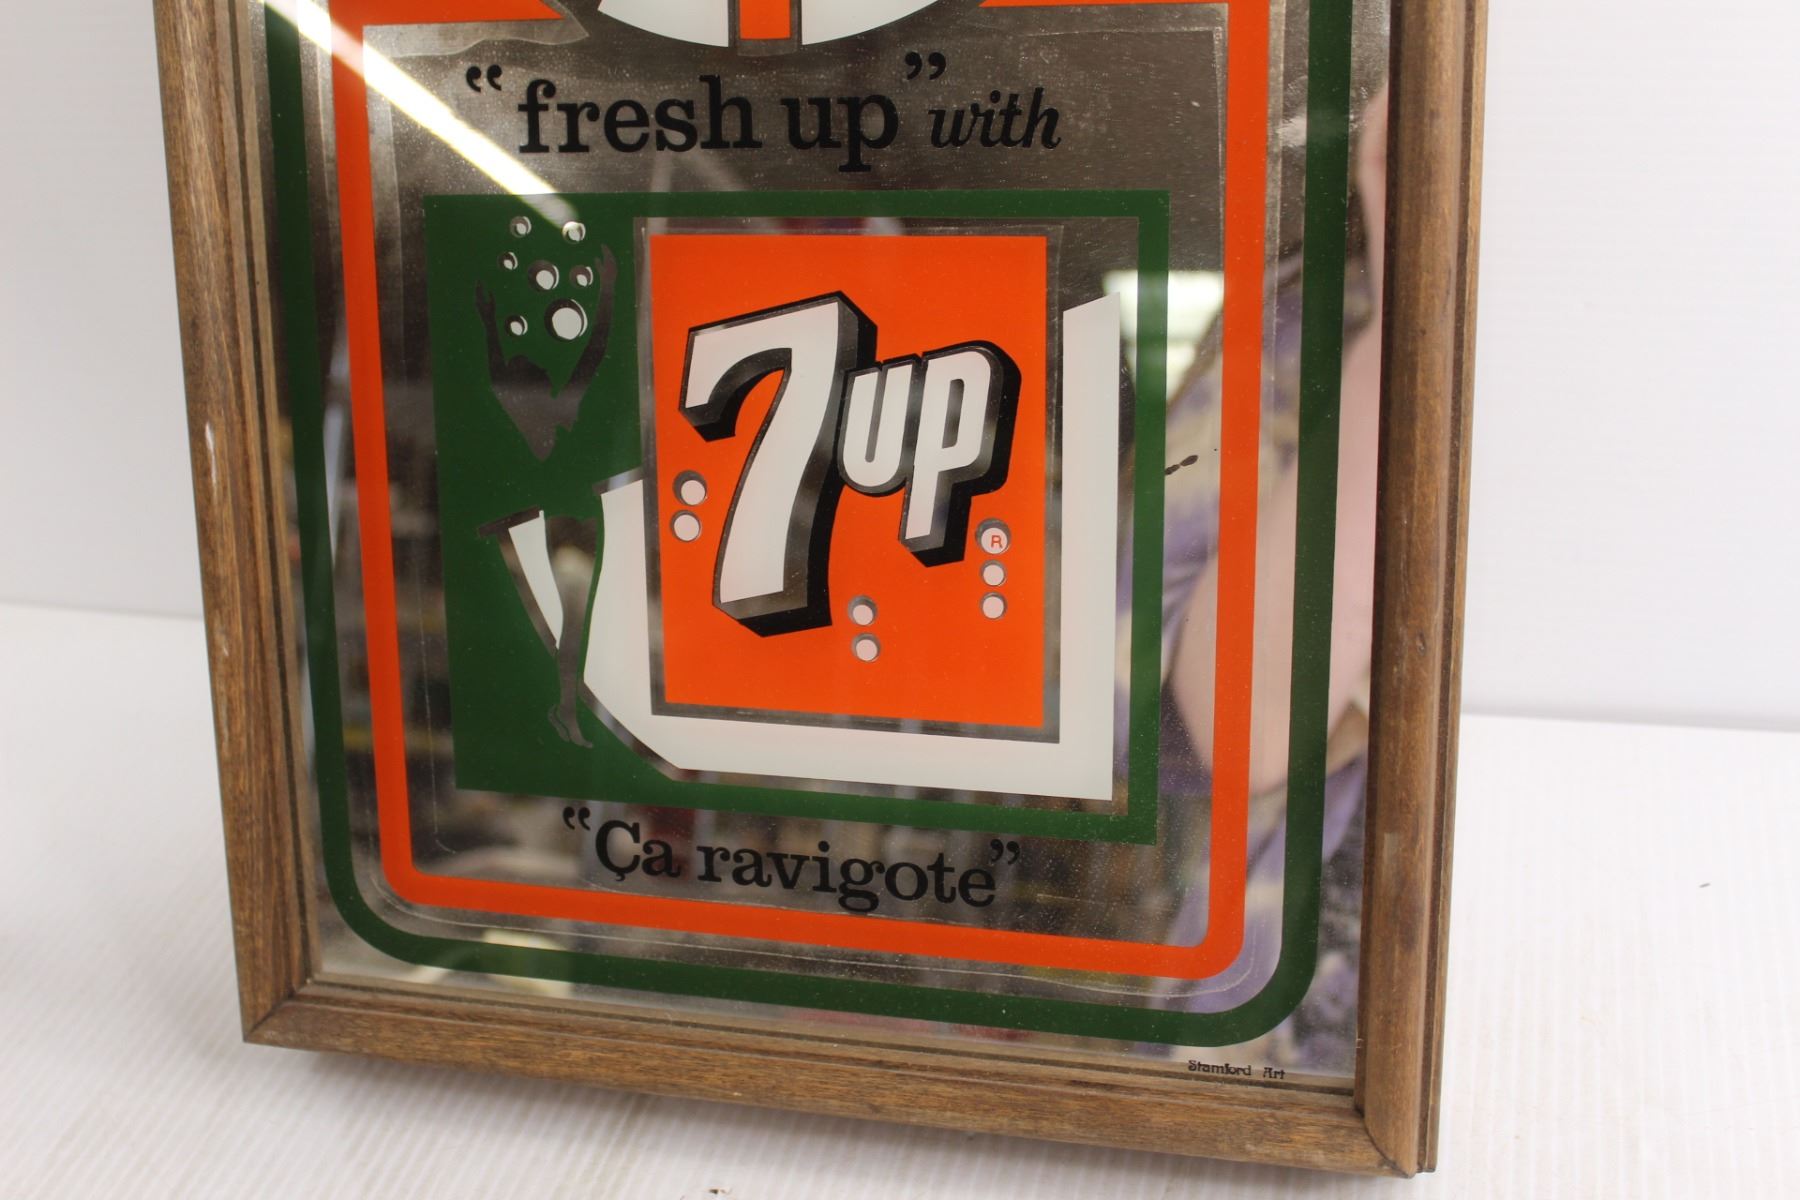 “fresh up” with
7up
R
“Ça ravigote”
Stamford Art